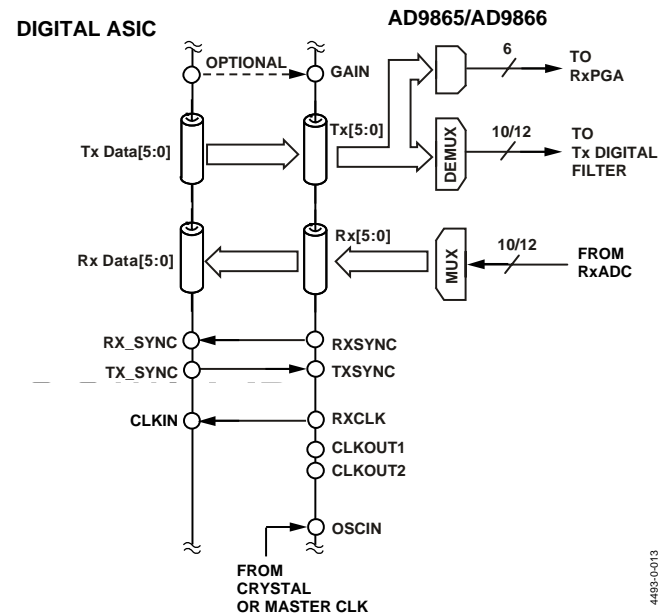 DIGITAL ASIC
AD9865/AD9866
OPTIONAL
GAIN
6
TO
RxPGA
Tx Data[5:0]
Tx[5:0]
DEMUX
10/12
TO
Tx DIGITAL
FILTER
Rx Data[5:0]
Rx[5:0]
MUX
10/12
FROM
RxADC
RX_SYNC
RXSYNC
TX_SYNC
TXSYNC
CLKIN
RXCLK
CLKOUT1
CLKOUT2
OSCIN
FROM
CRYSTAL
OR MASTER CLK
4493-0-013